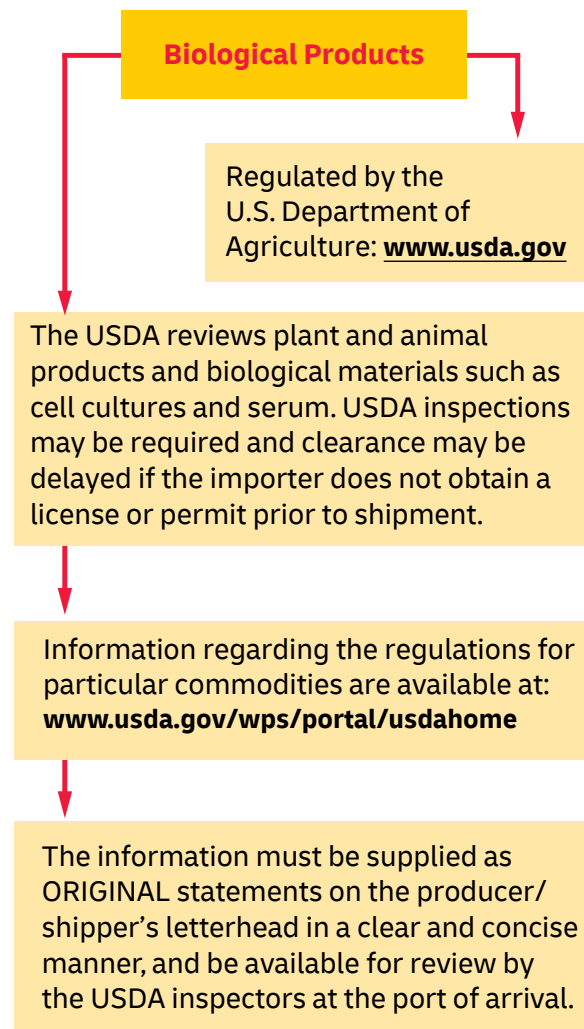 Biological Products
Regulated by the
U.S. Department of
Agriculture: www.usda.gov
The USDA reviews plant and animal
products and biological materials such as
cell cultures and serum. USDA inspections
may be required and clearance may be
delayed if the importer does not obtain a
license or permit prior to shipment.
Information regarding the regulations for
particular commodities are available at:
www.usda.gov/wps/portal/usdahome
The information must be supplied as
ORIGINAL statements on the producer/
shipper’s letterhead in a clear and concise
manner, and be available for review by
the USDA inspectors at the port of arrival.